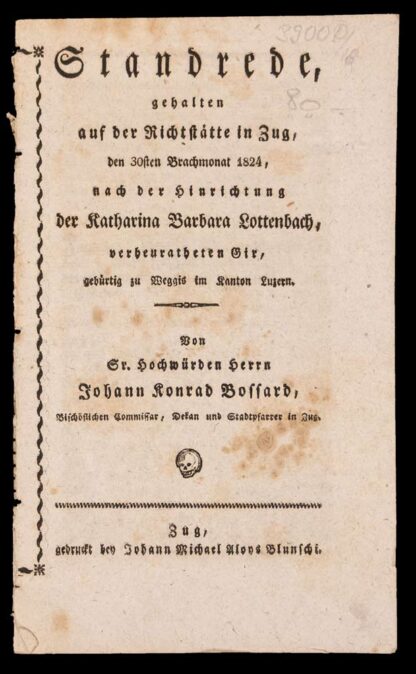 Standrede,
gehalten
auf der Richtstätte in Zug,
den 30sten Brachmonat 1824,
nach der Hinrichtung
der Katharina Barbara Lottenbach,
verheuratheten Gir,
gebürtig zu Weggis im Kanton Luzern.
Von
Sr. Hochwürden Herrn
Johann Konrad Bossard,
Bischöflichen Commissar, Dekan und Stadtpfarrer in Zug.
Zug,
gedruckt bey Johann Michael Aloys Blunschi.